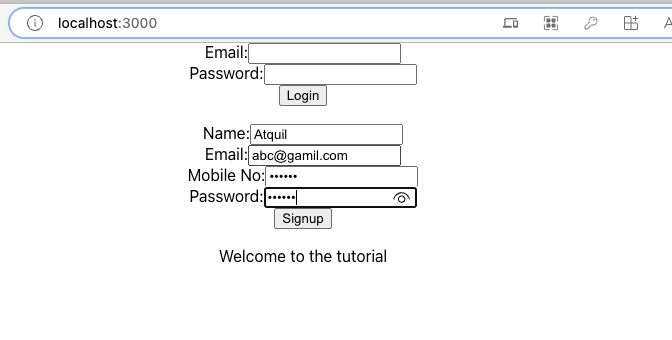 localhost:3000
Email:
Password:
Login
Name: Atquil
Email: abc@gamil.com
Mobile No: ••••••
Password: ••••••
Signup
Welcome to the tutorial